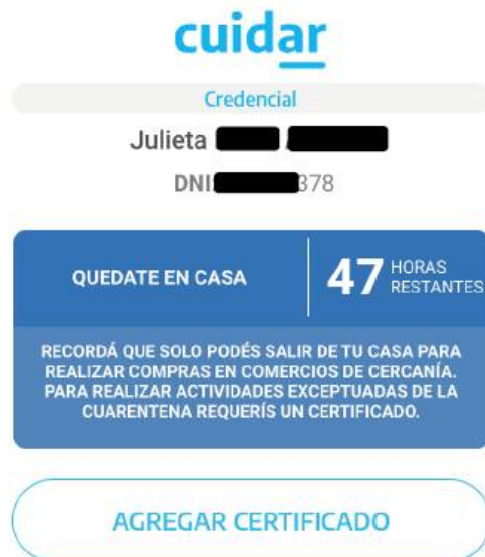 cuidar
Credencial
Julieta
DNI: 378
QUEDATE EN CASA
47 HORAS
RESTANTES
RECORDÁ QUE SOLO PODÉS SALIR DE TU CASA PARA
REALIZAR COMPRAS EN COMERCIOS DE CERCANÍA.
PARA REALIZAR ACTIVIDADES EXCEPTUADAS DE LA
CUARENTENA REQUERÍS UN CERTIFICADO.
AGREGAR CERTIFICADO